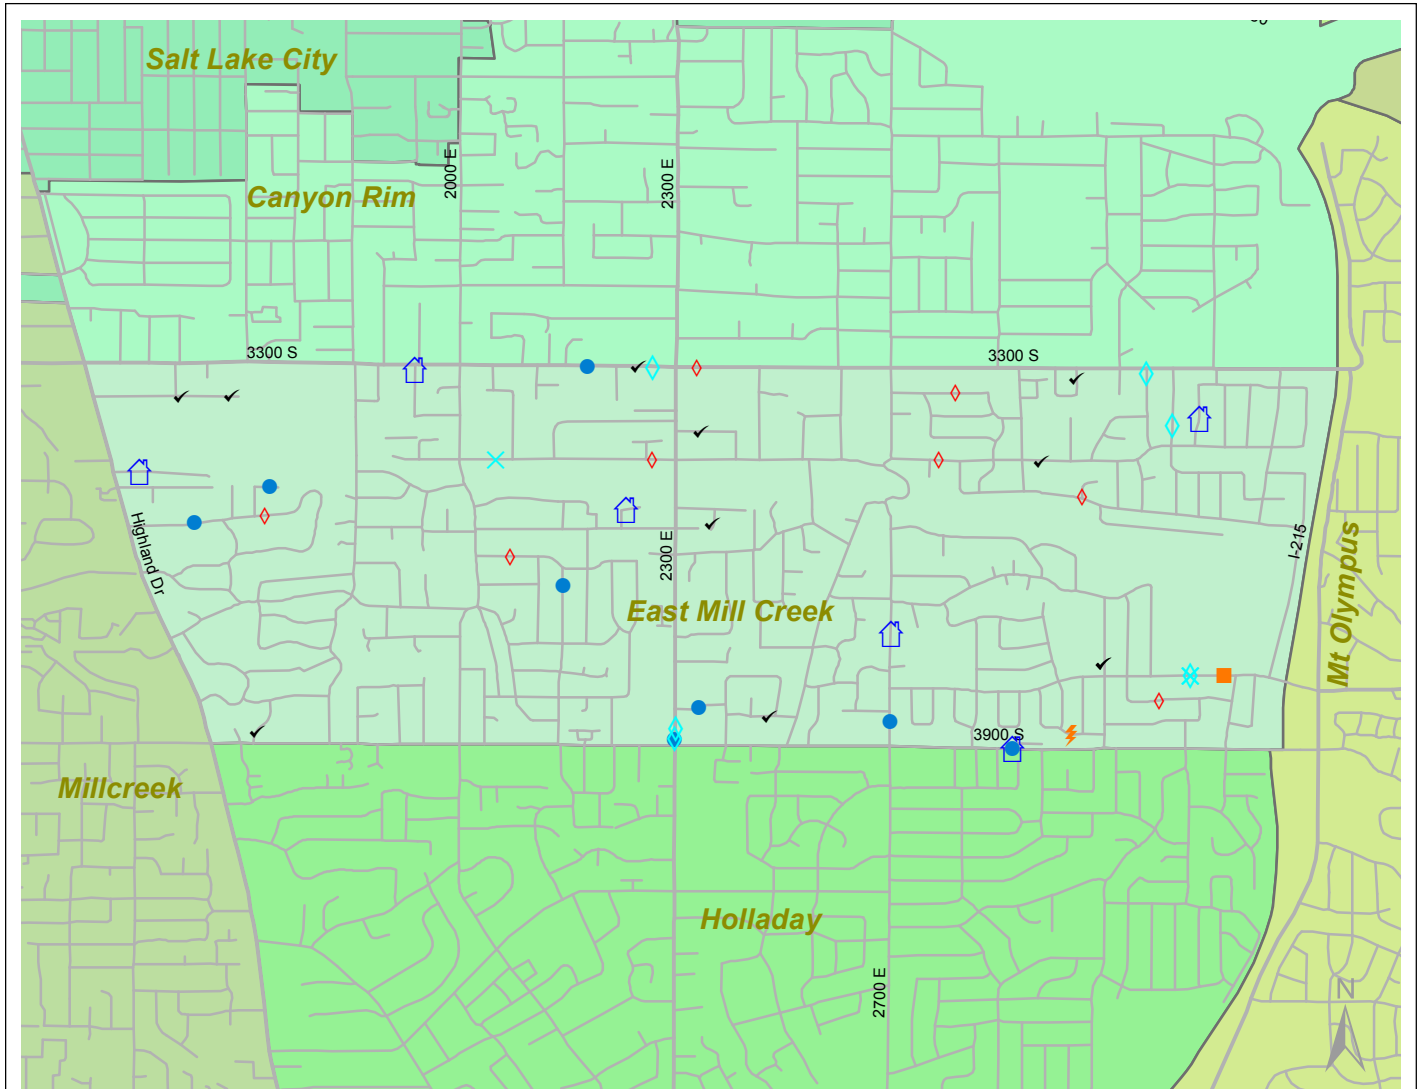 Salt Lake City
2000 E
2300 E
Canyon Rim
3300 S
3300 S
Highland Dr
2300 E
I-215
East Mill Creek
Mt Olympus
3900 S
Millcreek
Holladay
2700 E
N